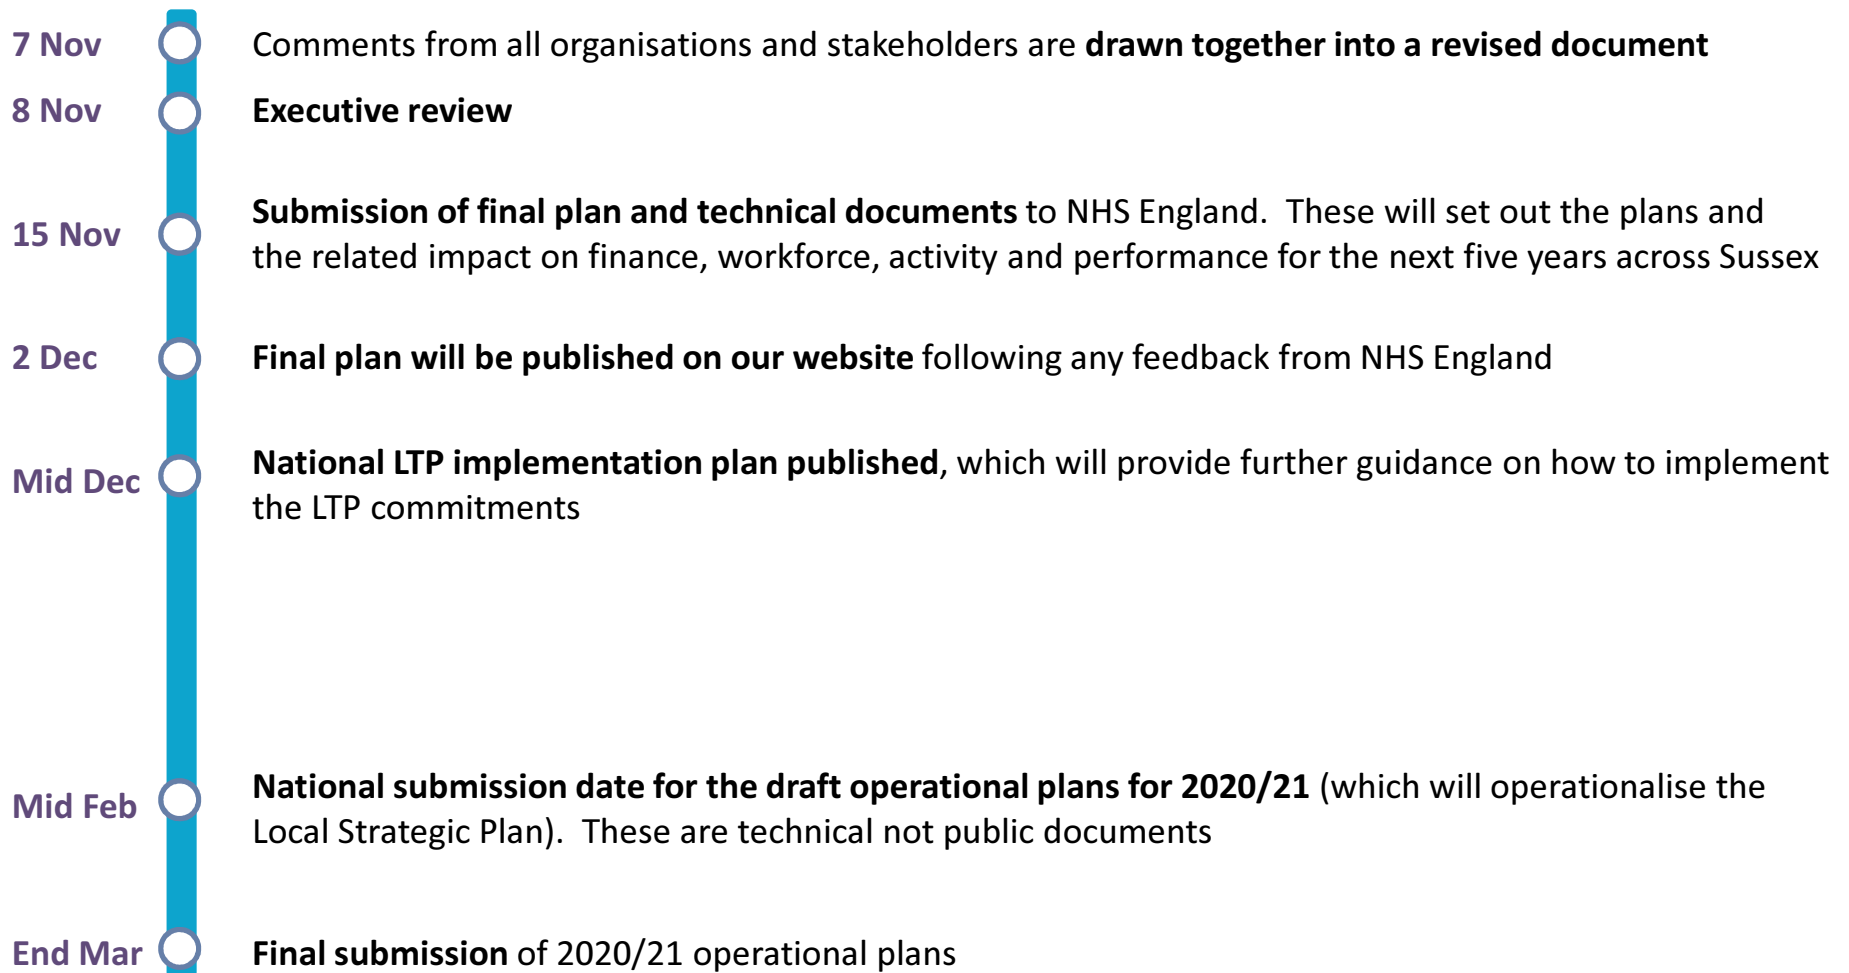 7 Nov Comments from all organisations and stakeholders are drawn together into a revised document
8 Nov Executive review
15 Nov Submission of final plan and technical documents to NHS England.  These will set out the plans and
the related impact on finance, workforce, activity and performance for the next five years across Sussex
2 Dec Final plan will be published on our website following any feedback from NHS England
Mid Dec National LTP implementation plan published, which will provide further guidance on how to implement
the LTP commitments
Mid Feb National submission date for the draft operational plans for 2020/21 (which will operationalise the
Local Strategic Plan).  These are technical not public documents
End Mar Final submission of 2020/21 operational plans